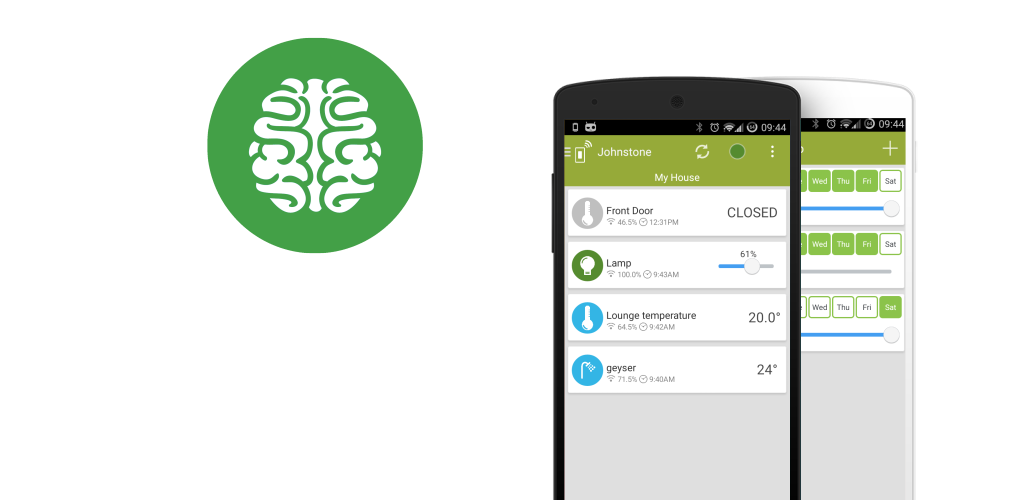 09:44
Johnstone
My House
Front Door
46.5% 12:31PM
CLOSED
Lamp
100.0% 9:43AM
61%
Lounge temperature
64.5% 9:42AM
20.0°
geyser
71.5% 9:40AM
24°
09:44
Wed Thu Fri Sat
Wed Thu Fri Sat
Wed Thu Fri Sat